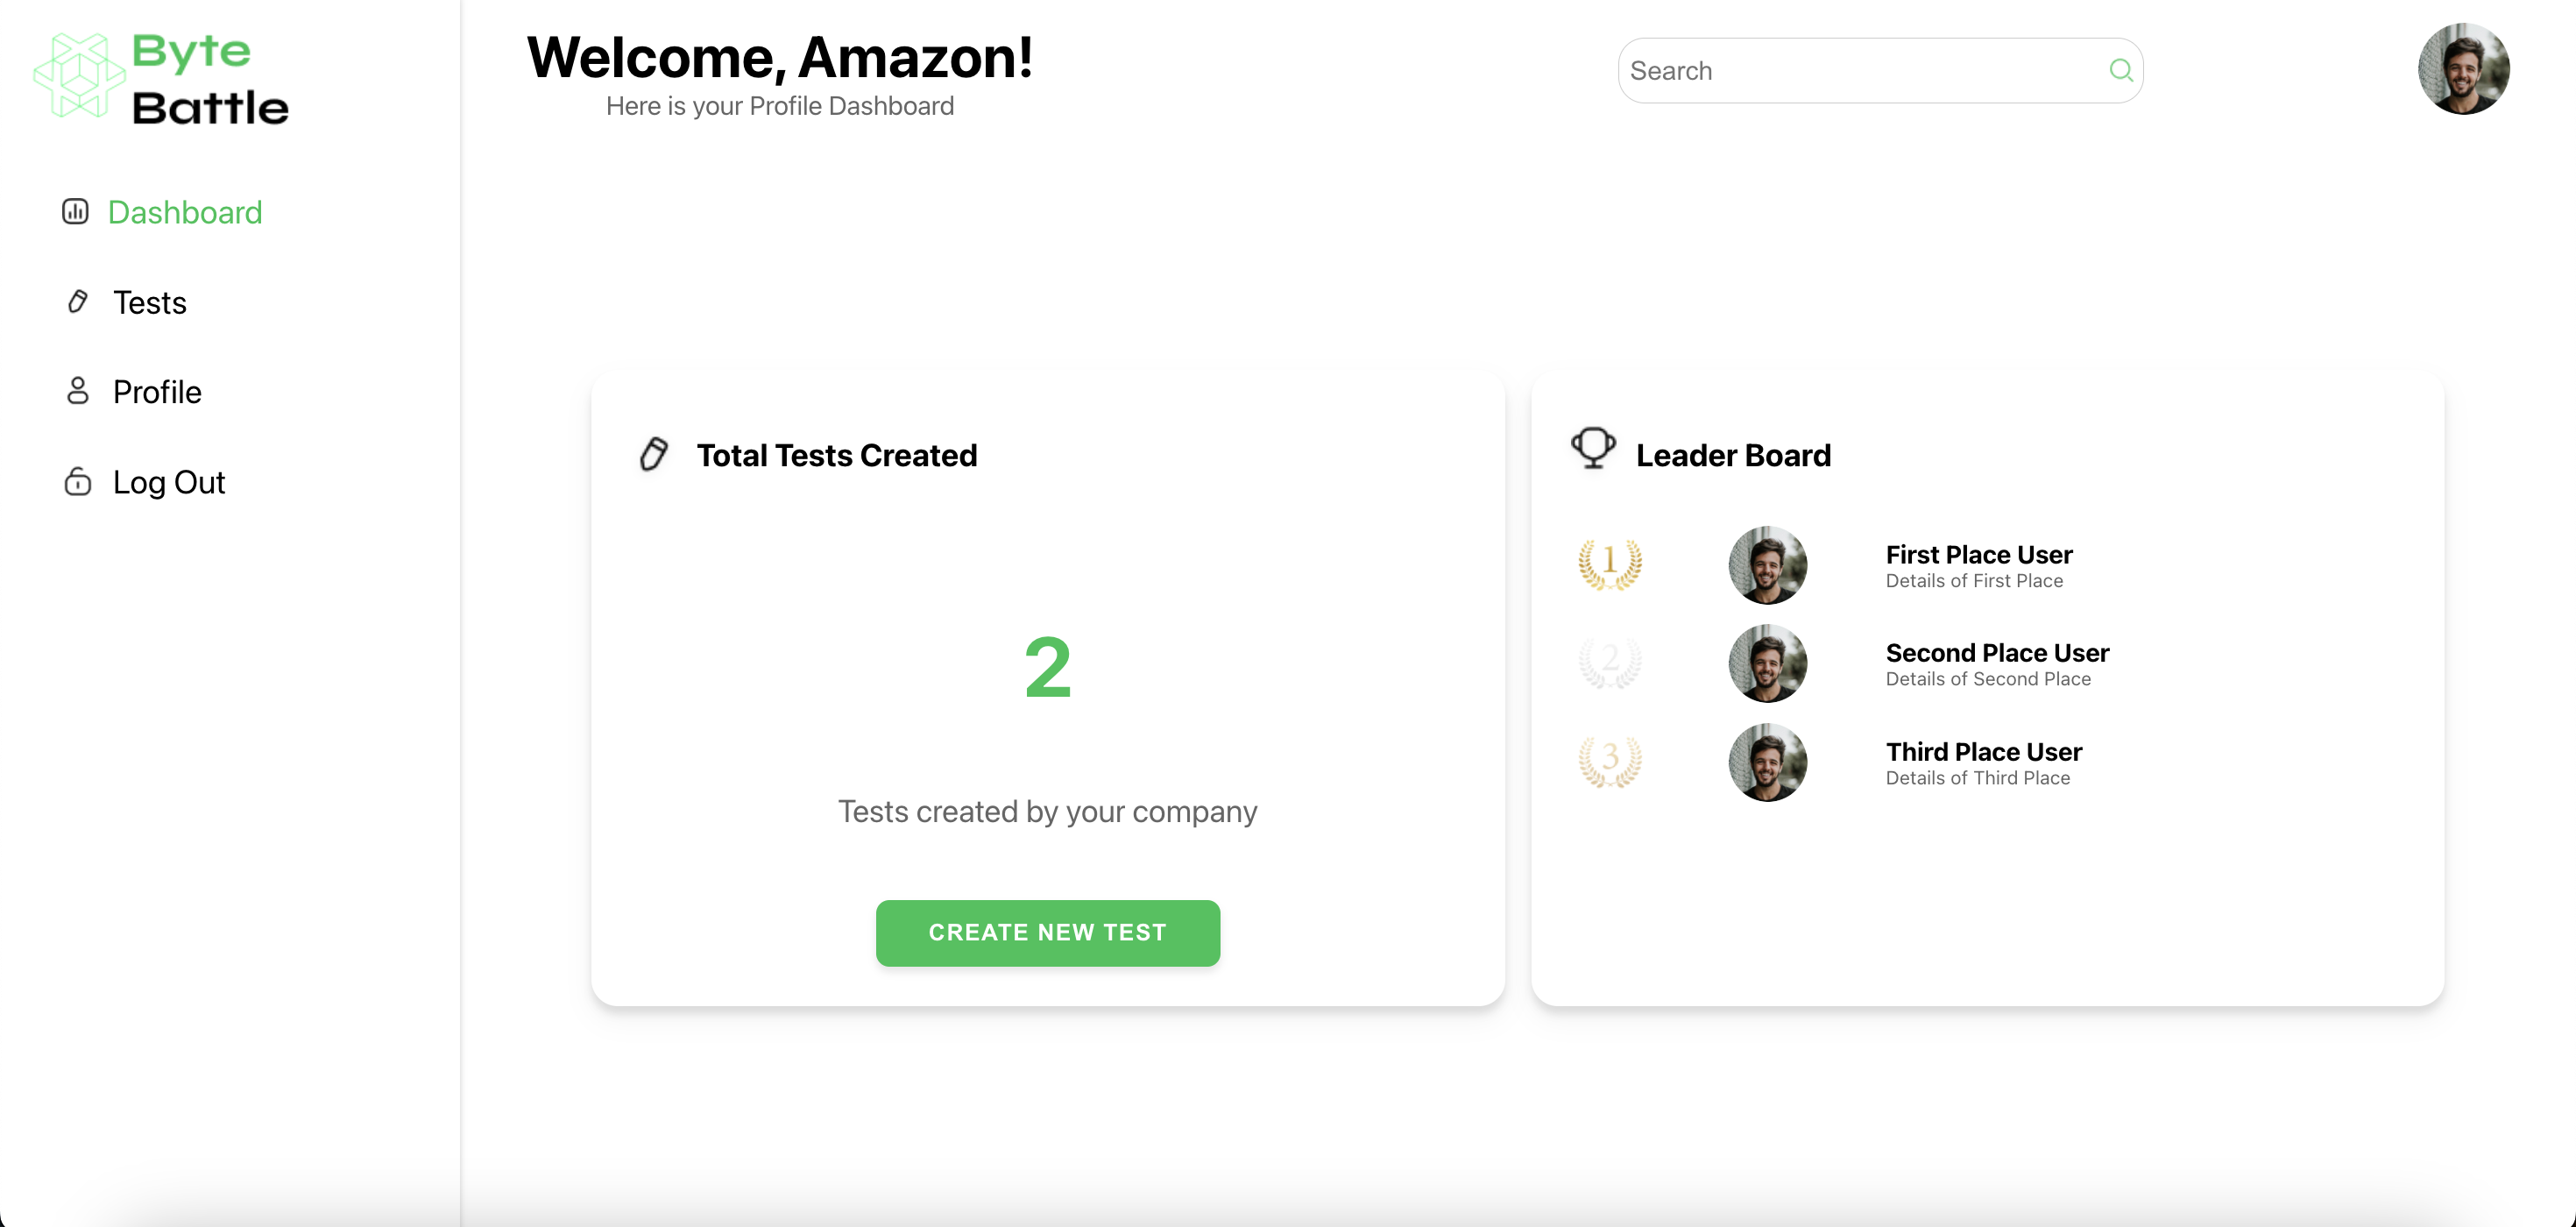 Byte
Battle
Dashboard
Tests
Profile
Log Out
Welcome, Amazon!
Here is your Profile Dashboard
Search
Total Tests Created
2
Tests created by your company
CREATE NEW TEST
Leader Board
1
First Place User
Details of First Place
2
Second Place User
Details of Second Place
3
Third Place User
Details of Third Place